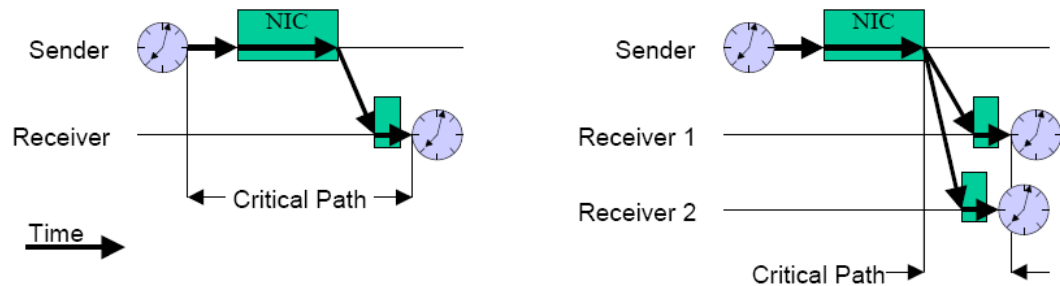 NIC
Sender
Receiver
Critical Path
Time
NIC
Sender
Receiver 1
Receiver 2
Critical Path